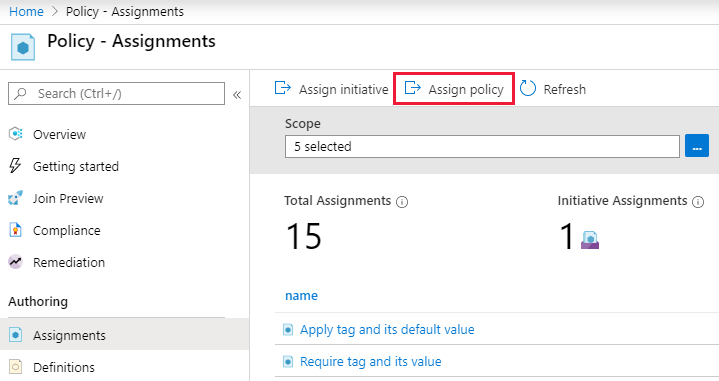 Home > Policy - Assignments
Policy - Assignments
Search (Ctrl+/)
«
Assign initiative
Assign policy
Refresh
Overview
Getting started
Join Preview
Compliance
Remediation
Authoring
Assignments
Definitions
Scope
5 selected
...
Total Assignments
Initiative Assignments
15
1
name
Apply tag and its default value
Require tag and its value